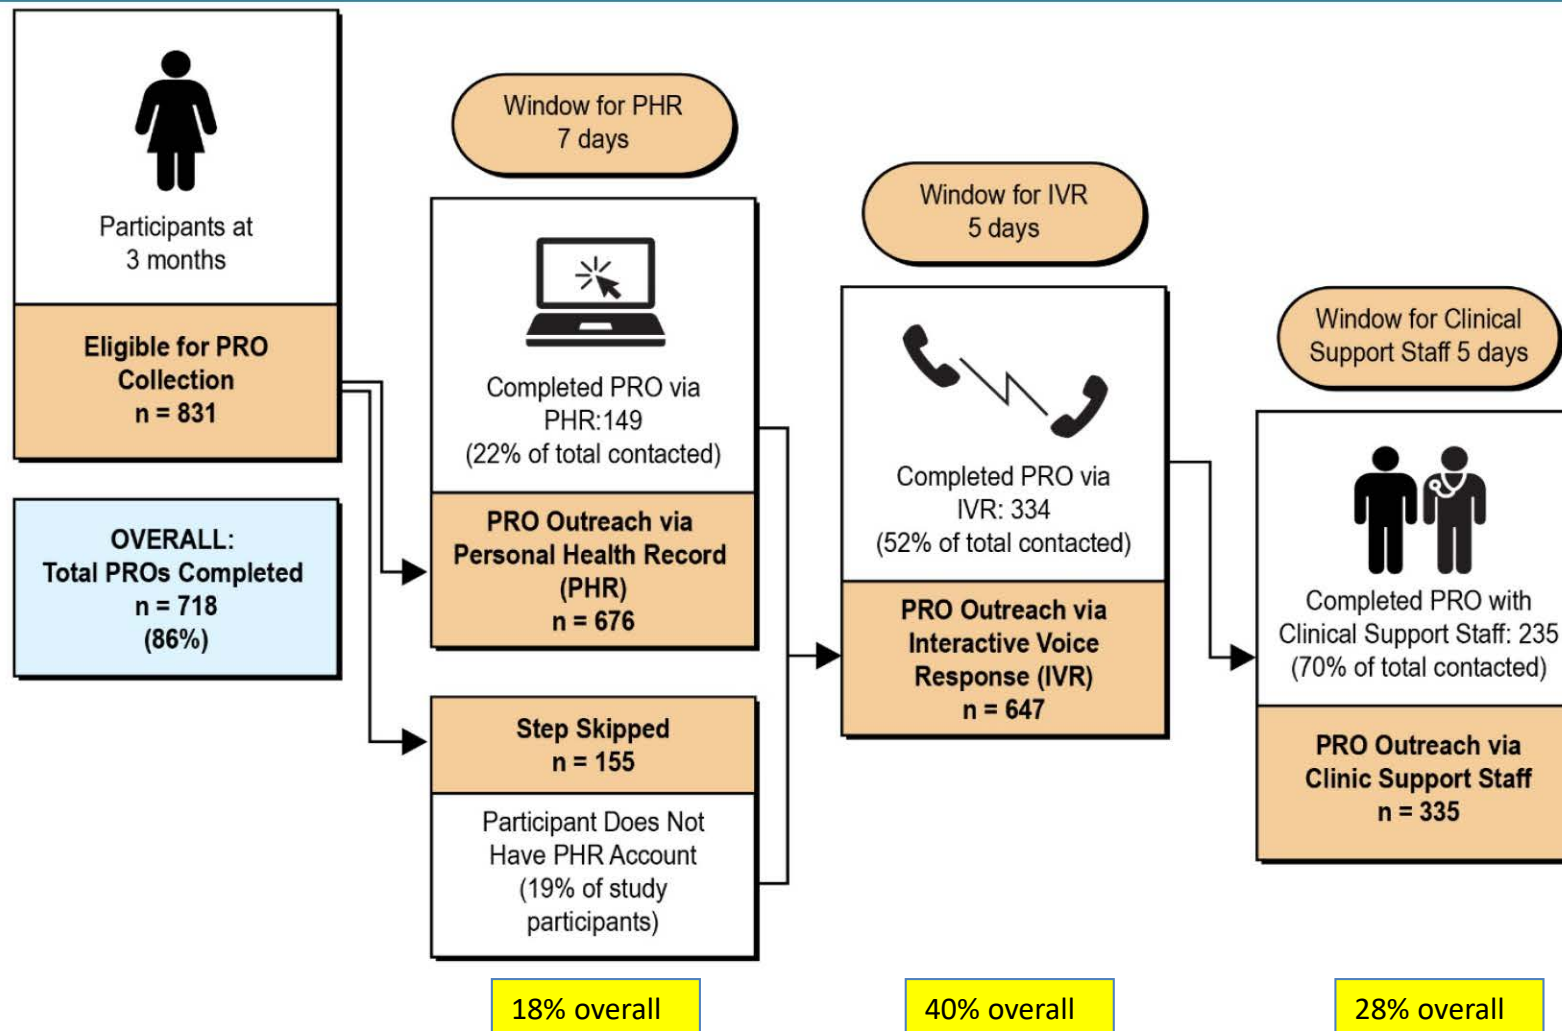 Participants at
3 months
Eligible for PRO
Collection
n = 831
OVERALL:
Total PROs Completed
n = 718
(86%)
Window for PHR
7 days
Completed PRO via
PHR:149
(22% of total contacted)
PRO Outreach via
Personal Health Record
(PHR)
n = 676
Step Skipped
n = 155
Participant Does Not
Have PHR Account
(19% of study
participants)
18% overall
Window for IVR
5 days
Completed PRO via
IVR: 334
(52% of total contacted)
PRO Outreach via
Interactive Voice
Response (IVR)
n = 647
40% overall
Window for Clinical
Support Staff 5 days
Completed PRO with
Clinical Support Staff: 235
(70% of total contacted)
PRO Outreach via
Clinic Support Staff
n = 335
28% overall